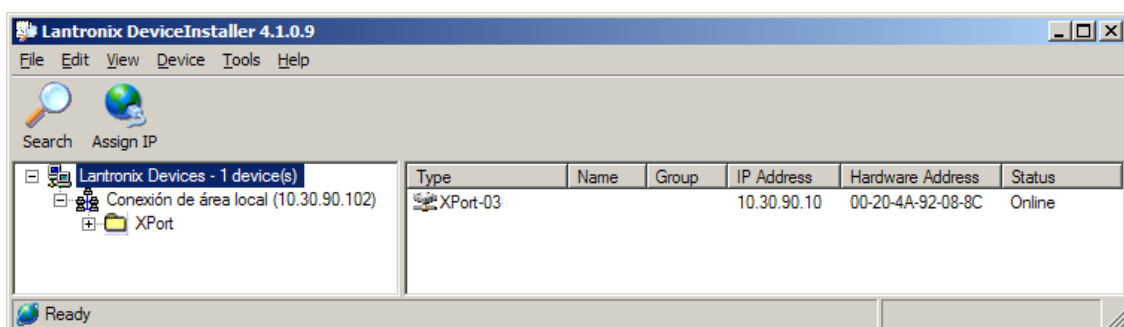 Lantronix DeviceInstaller 4.1.0.9
File Edit View Device Tools Help
Search Assign IP
Lantronix Devices - 1 device(s)
Conexión de área local (10.30.90.102)
XPort
Type Name Group IP Address Hardware Address Status
XPort-03 10.30.90.10 00-20-4A-92-08-8C Online
Ready